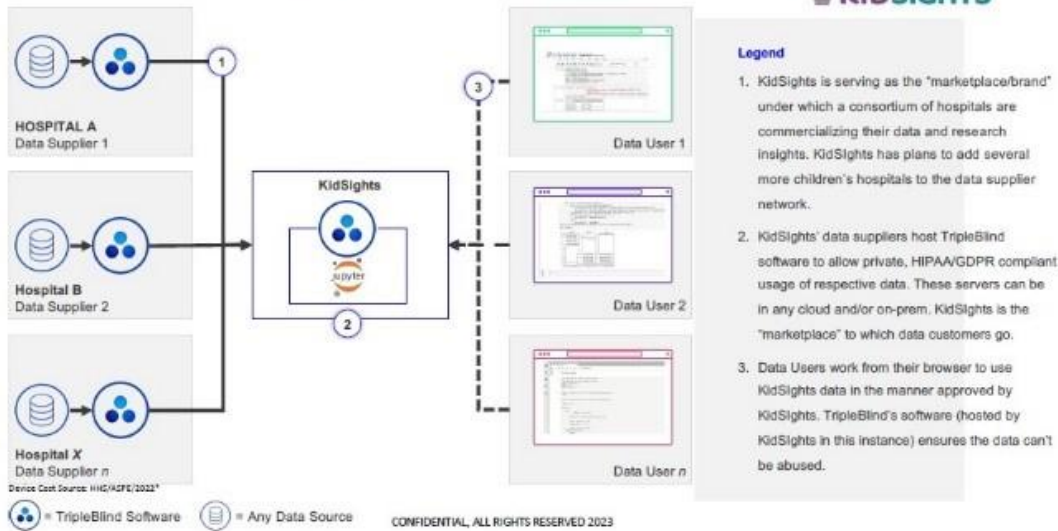 KIDSIGHTS
1
HOSPITAL A
Data Supplier 1
Hospital B
Data Supplier 2
Hospital X
Data Supplier n
Device Cost Source: HHS/ASPE/2022*
KidSights
jupyter
2
3
Data User 1
Data User 2
Data User n
Legend
1. KidSights is serving as the "marketplace/brand"
under which a consortium of hospitals are
commercializing their data and research
insights. KidSights has plans to add several
more children's hospitals to the data supplier
network.
2. KidSights' data suppliers host TripleBlind
software to allow private, HIPAA/GDPR compliant
usage of respective data. These servers can be
in any cloud and/or on-prem. KidSights is the
"marketplace" to which data customers go.
3. Data Users work from their browser to use
KidSights data in the manner approved by
KidSights. TripleBlind's software (hosted by
KidSights in this instance) ensures the data can't
be abused.
= TripleBlind Software
= Any Data Source
CONFIDENTIAL, ALL RIGHTS RESERVED 2023